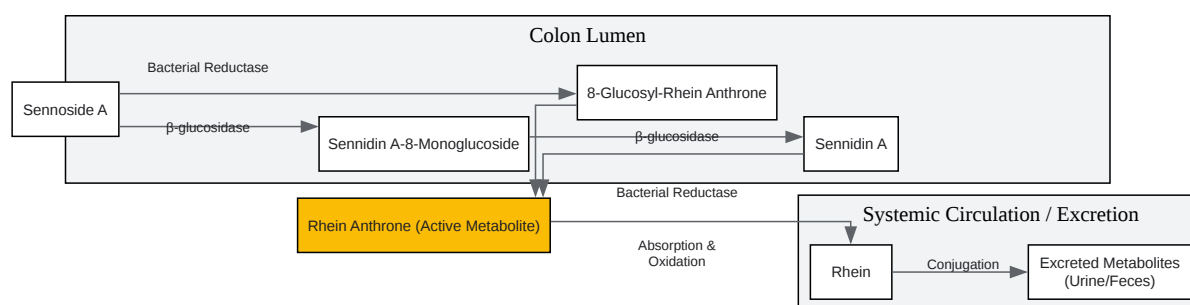 Colon Lumen
Bacterial Reductase
Sennoside A
8-Glucosyl-Rhein Anthrone
β-glucosidase
Sennidin A-8-Monoglucoside
β-glucosidase
Sennidin A
Bacterial Reductase
Rhein Anthrone (Active Metabolite)
Absorption &
Oxidation
Systemic Circulation / Excretion
Rhein
Conjugation
Excreted Metabolites
(Urine/Feces)